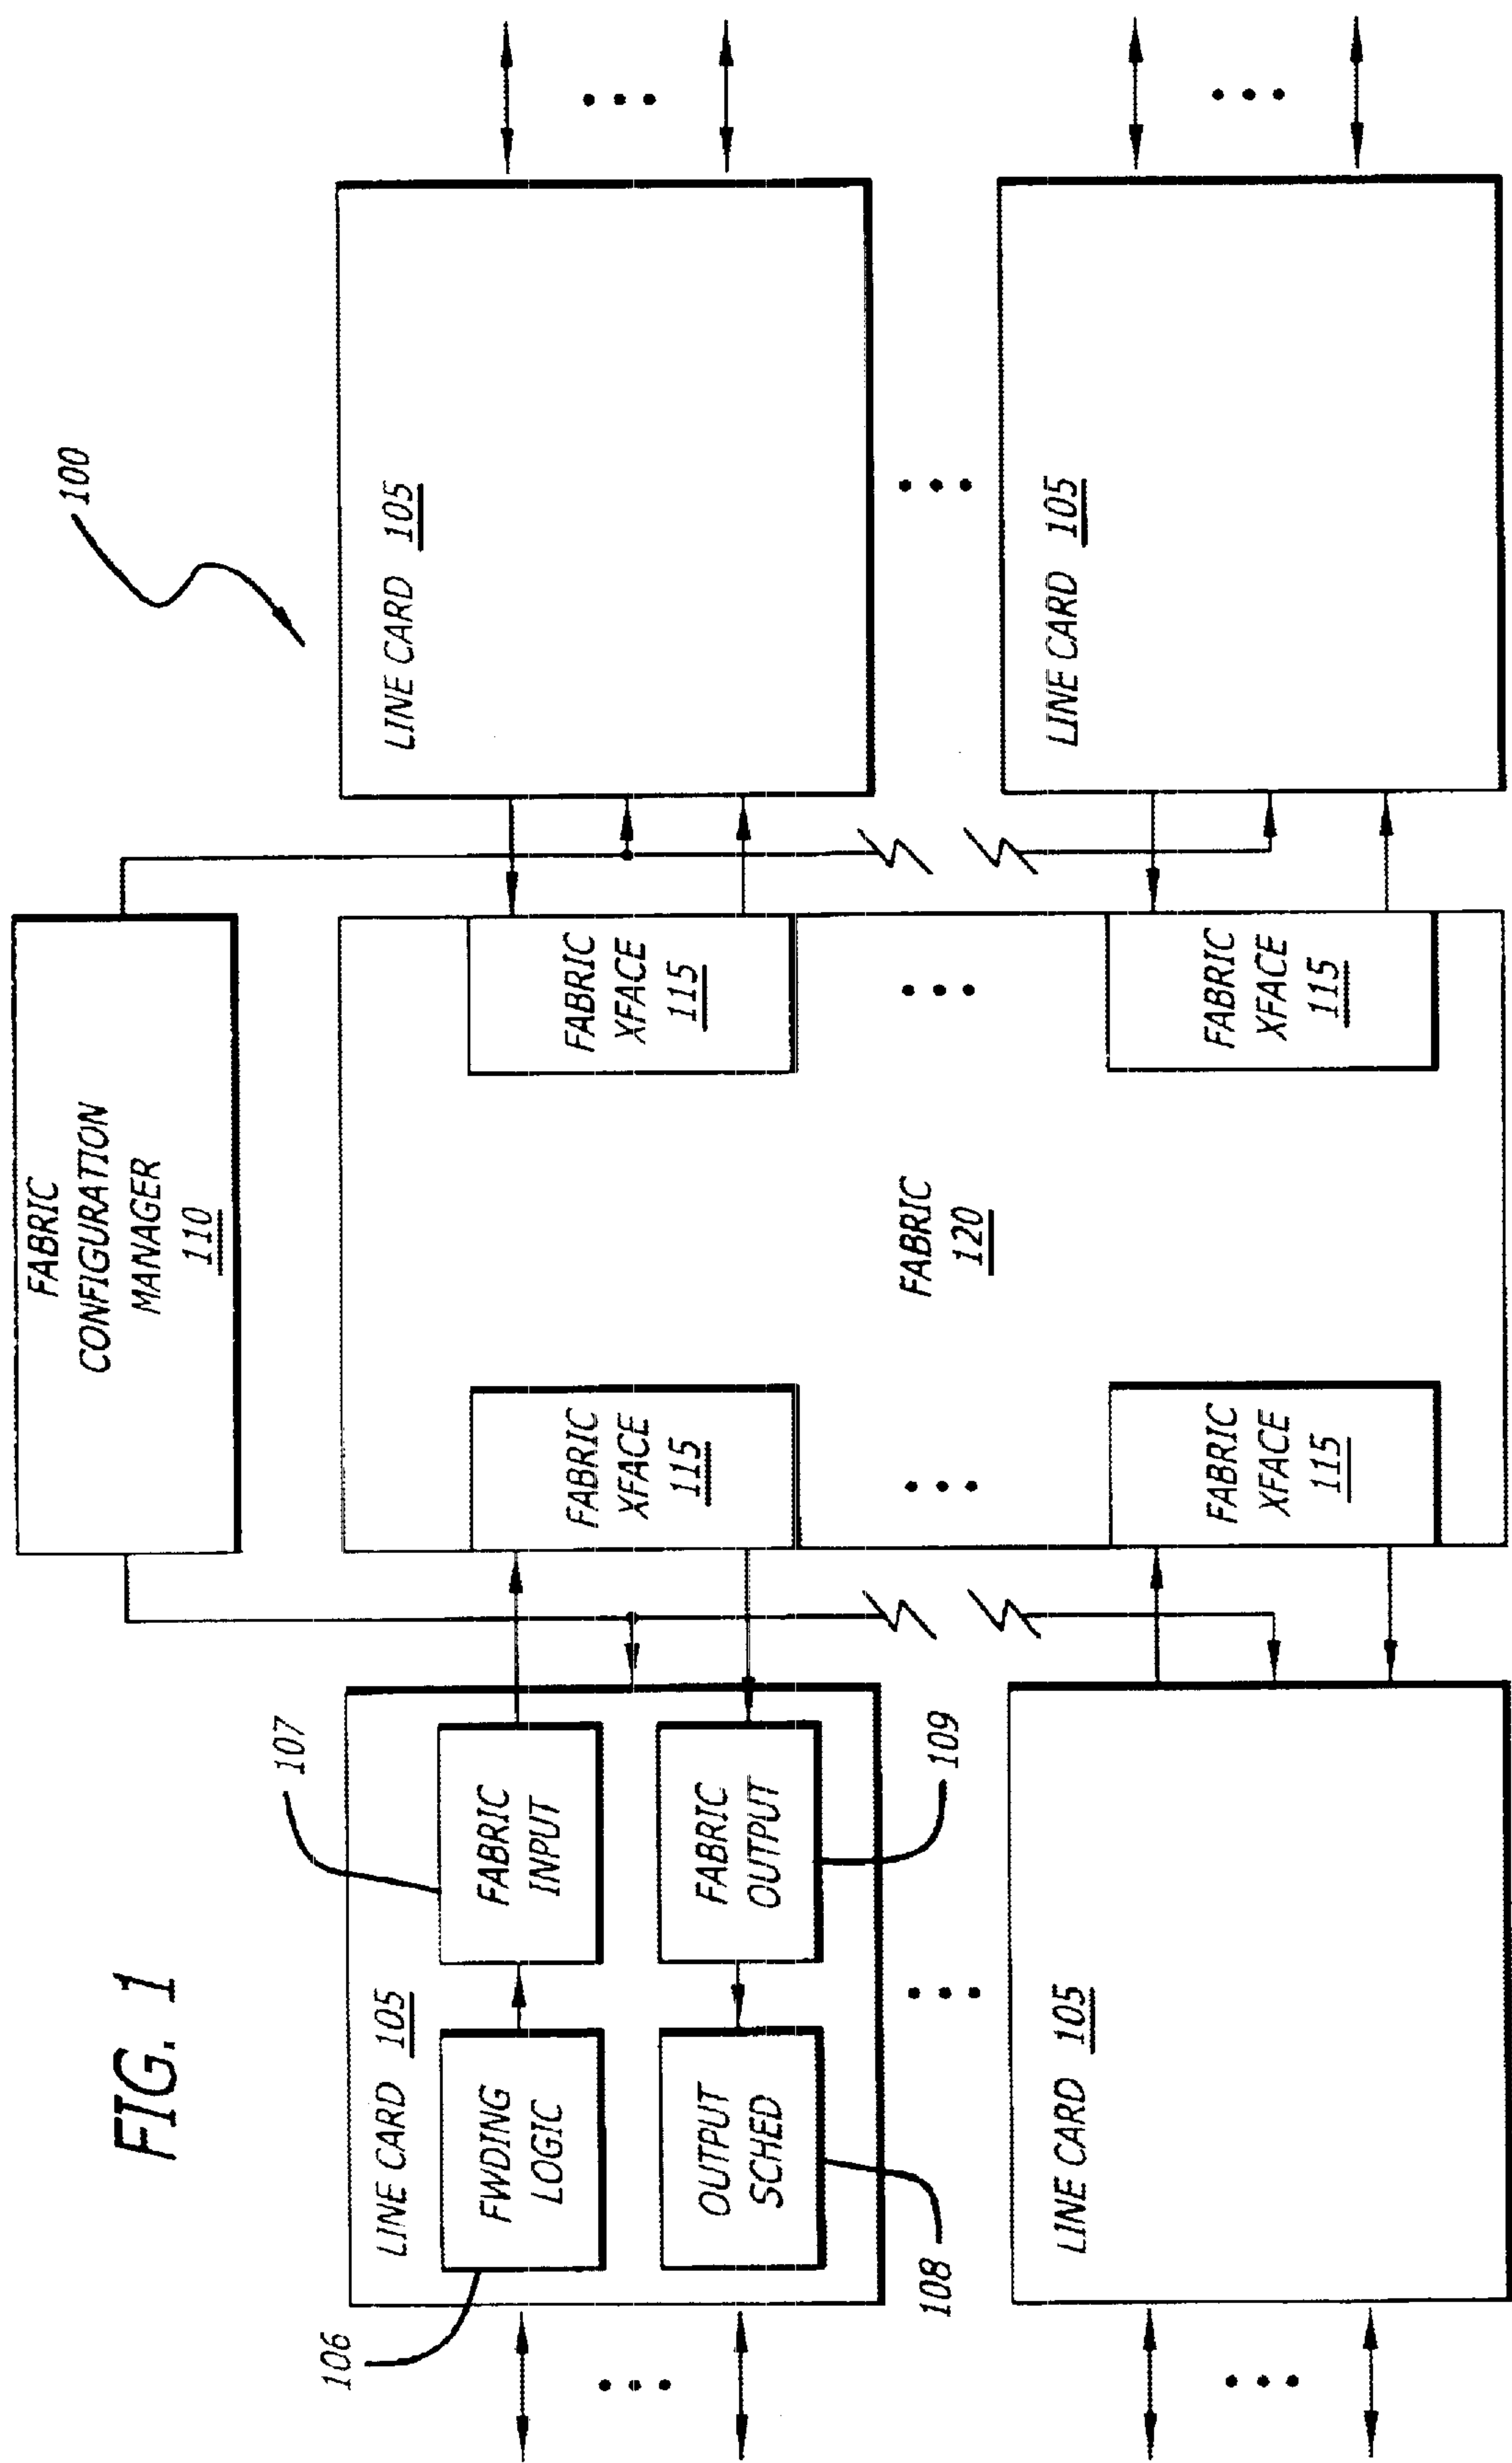 FIG. 1
100
FABRIC
CONFIGURATION
MANAGER
110
LINE CARD 105
106
FWDING
LOGIC
107
FABRIC
INPUT
OUTPUT
SCHED
108
FABRIC
OUTPUT
109
FABRIC
XFACE
115
FABRIC
XFACE
115
LINE CARD 105
FABRIC
120
LINE CARD 105
FABRIC
XFACE
115
FABRIC
XFACE
115
LINE CARD 105